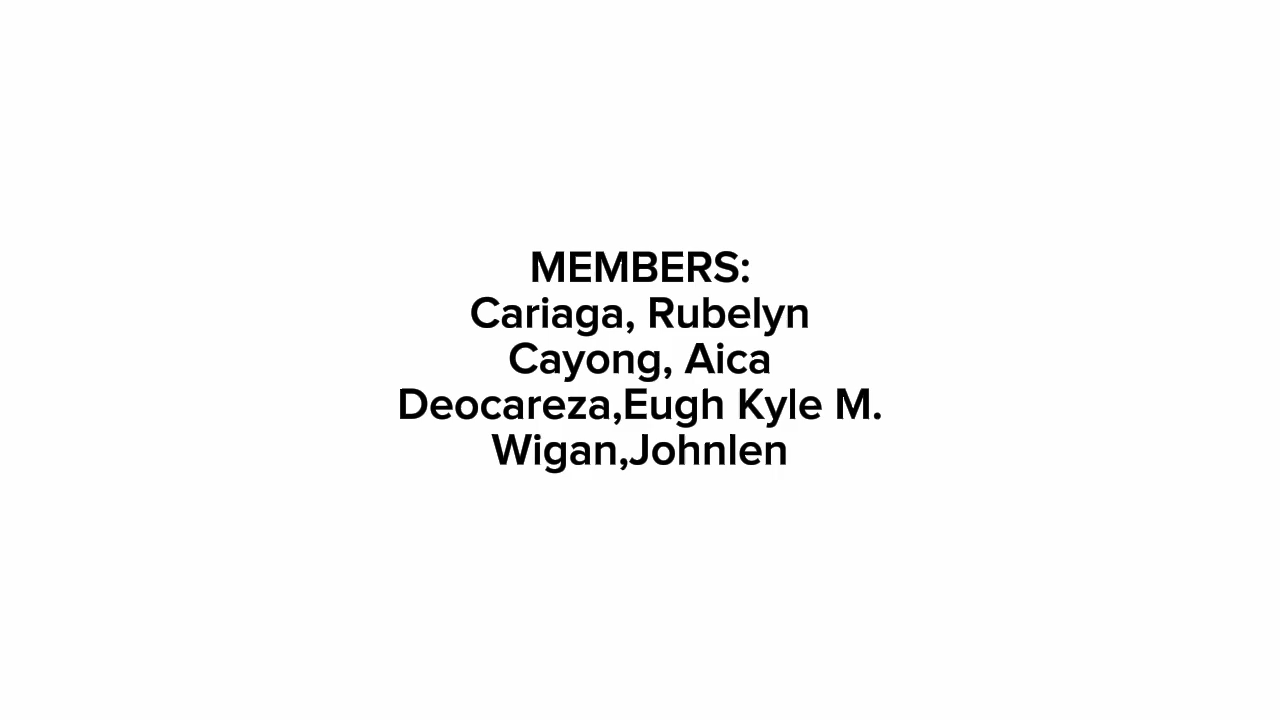 MEMBERS:
Cariaga, Rubelyn
Cayong, Aica
Deocareza,Eugh Kyle M.
Wigan,Johnlen